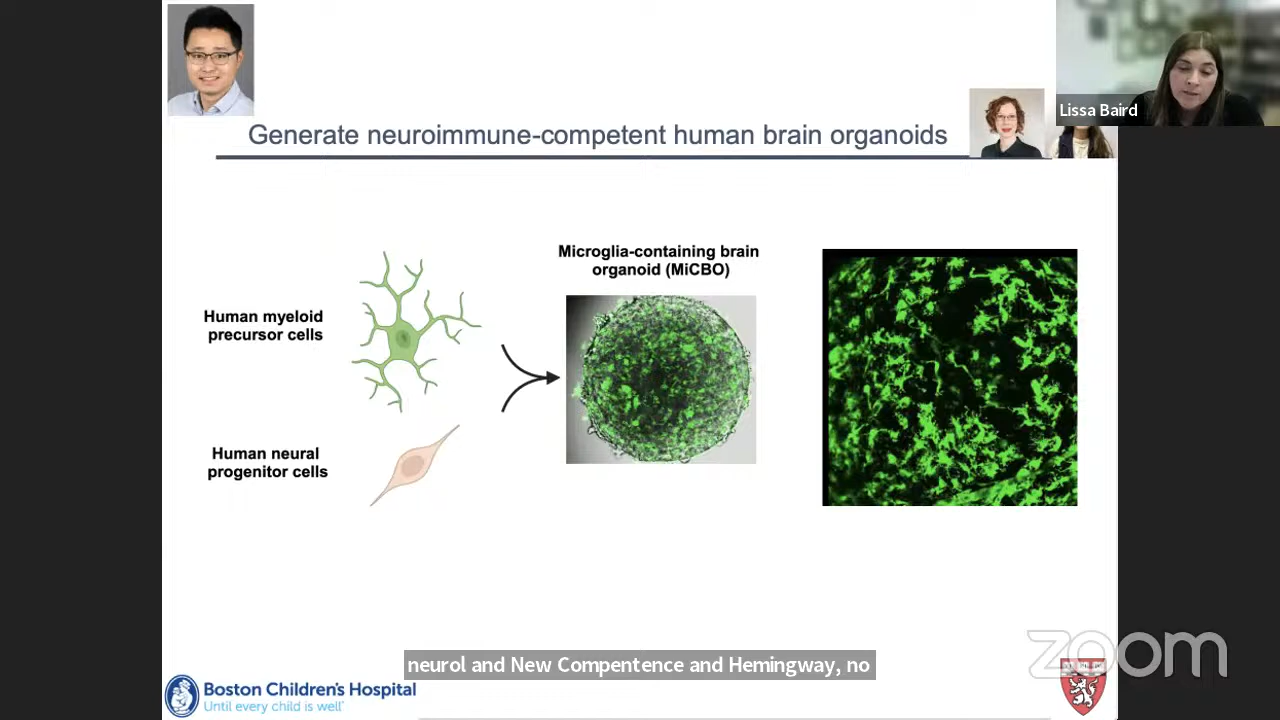 Lissa Baird
Generate neuroimmune-competent human brain organoids
Microglia-containing brain
organoid (MiCBO)
Human myeloid
precursor cells
Human neural
progenitor cells
neurol and New Compentence and Hemingway, no
zoom
Boston Children's Hospital
Until every child is well